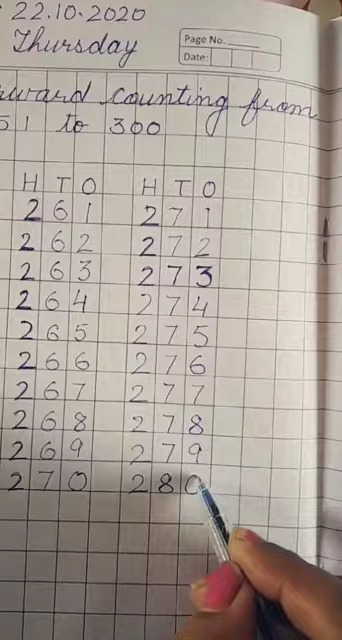 22.10.2020
Thursday
Page No.
Date:
counting from
51 to 300
H T O H T O
2 6 1 2 7 1
2 6 2 2 7 2
2 6 3 2 7 3
2 6 4 2 7 4
2 6 5 2 7 5
2 6 6 2 7 6
2 6 7 2 7 7
2 6 8 2 7 8
2 6 9 2 7 9
2 7 0 2 8 0